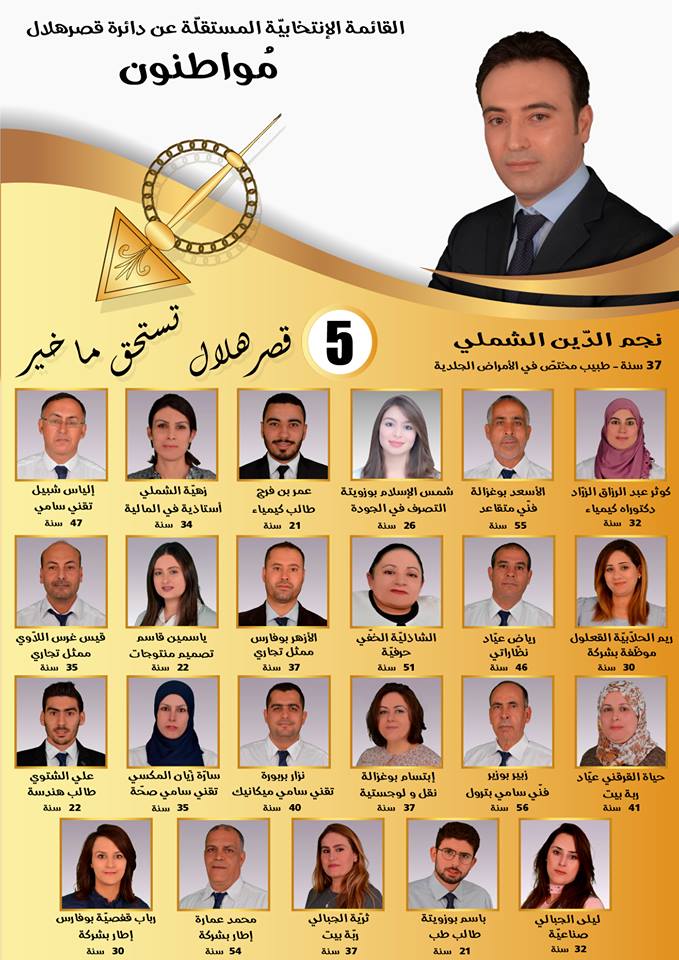 القائمة الإنتخابيّة المستقلّة عن دائرة قصرهلال
مُواطنون
قصرهلال تستحق ما خير
5
نجم الدّين الشملي
37 سنة - طبيب مختصّ في الأمراض الجلدية
كوثر عبد الرزاق الزرّاد
دكتوراه كيمياء
32 سنة
الأسعد بوغزالة
فنّي متقاعد
55 سنة
شمس الإسلام بوزويتة
التصرف في الجودة
26 سنة
عمر بن فرج
طالب كيمياء
21 سنة
زهيّة الشملي
أستاذية في المالية
34 سنة
إلياس شبيل
تقني سامي
47 سنة
ريم الحلابيّة القعلول
موظفة بشركة
30 سنة
رياض عيّاد
نظّاراتي
46 سنة
الشاذليّة الخفّي
حرفيّة
51 سنة
الأزهر بوفارس
ممثل تجاري
37 سنة
ياسمين قاسم
تصميم منتوجات
22 سنة
قيس غرس اللاّوي
ممثل تجاري
35 سنة
حياة القرقني عيّاد
ربة بيت
41 سنة
زبير بوزير
فنّي سامي بترول
56 سنة
إبتسام بوغزالة
نقل و لوجستية
37 سنة
نزار بربورة
تقني سامي ميكانيك
40 سنة
سارّة زيّان المكسي
تقني سامي صحّة
35 سنة
علي الشتوي
طالب هندسة
22 سنة
ليلى الجبالي
صناعيّة
32 سنة
باسم بوزويتة
طالب طب
21 سنة
ثريّة الجبالي
ربّة بيت
37 سنة
محمد عمارة
إطار بشركة
54 سنة
رباب قفصيّة بوفارس
إطار بشركة
30 سنة